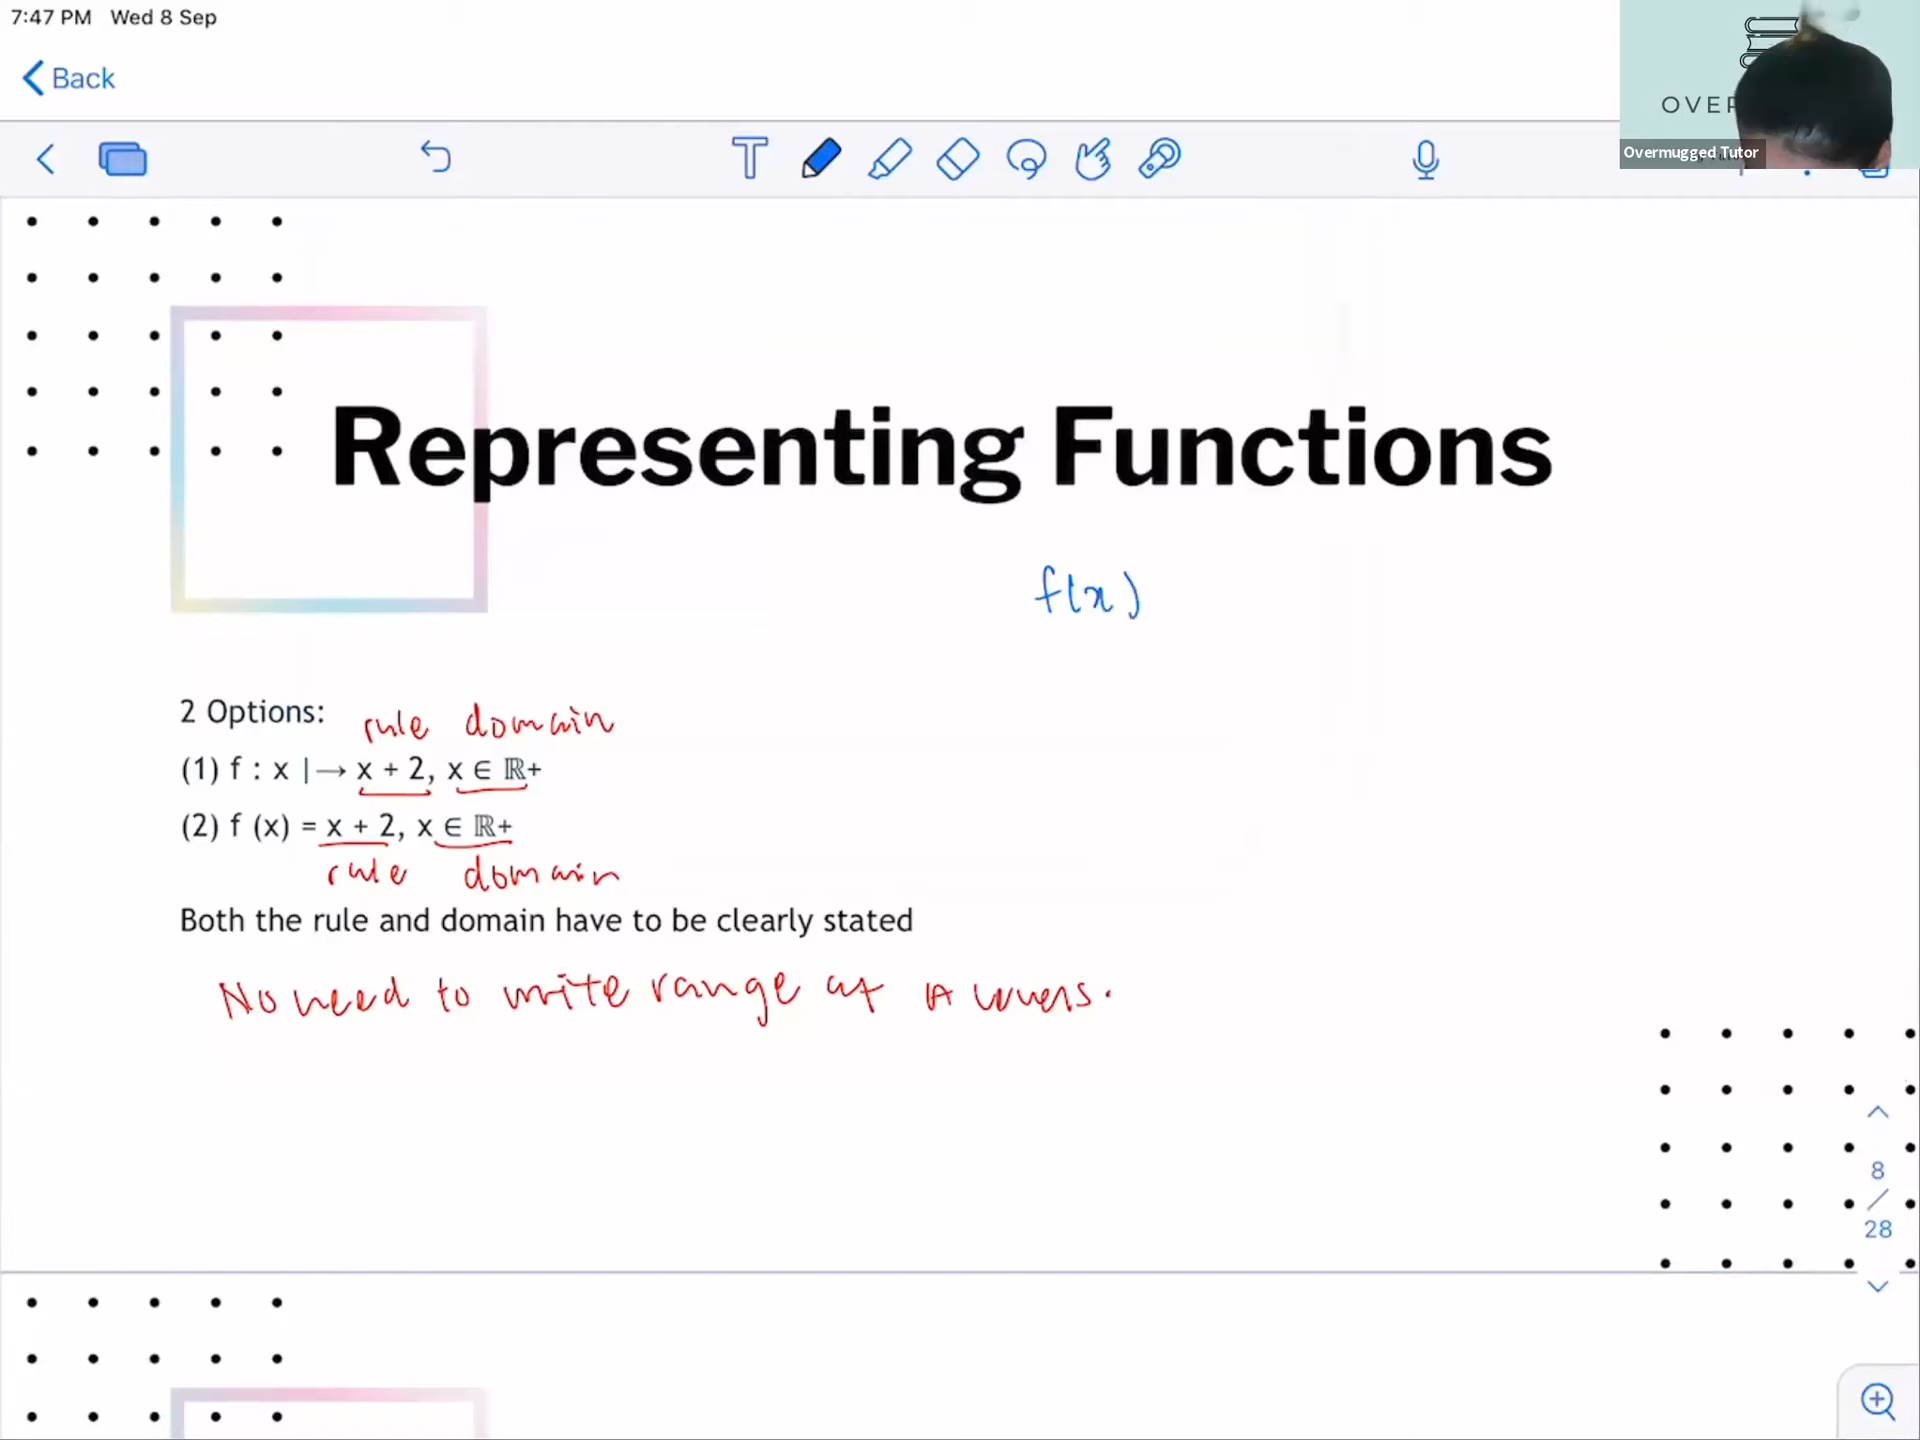 7:47 PM Wed 8 Sep
Back
OVER
Overmugged Tutor
Representing Functions
f(x)
2 Options:
rule domain
(1) f : x |→ x + 2, x ∈ ℝ+
(2) f (x) = x + 2, x ∈ ℝ+
rule domain
Both the rule and domain have to be clearly stated
No need to write range at A levels.
8
/
28